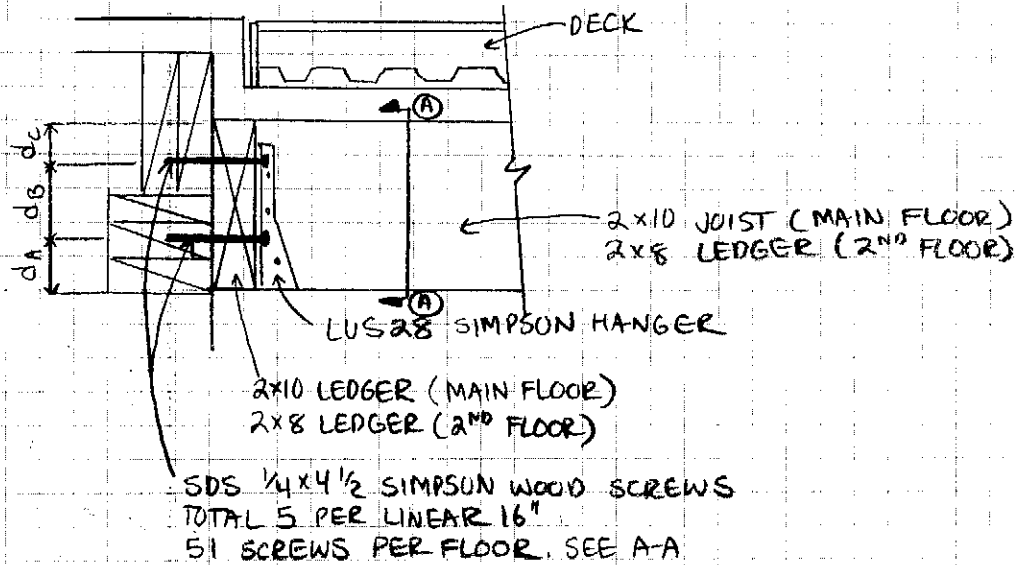 DECK
A
dC
dB
dA
2x10 JOIST (MAIN FLOOR)
2x8 LEDGER (2ND FLOOR)
A
LUS28 SIMPSON HANGER
2x10 LEDGER (MAIN FLOOR)
2x8 LEDGER (2ND FLOOR)
SDS 1/4 x 4 1/2 SIMPSON WOOD SCREWS
TOTAL 5 PER LINEAR 16"
51 SCREWS PER FLOOR. SEE A-A